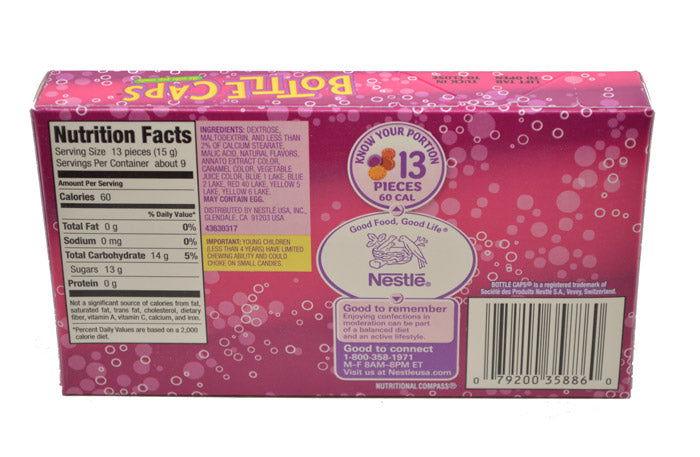 BOTTLE CAPS
LIFT TAB
TO OPEN
TUCK IN
TO CLOSE
Nutrition Facts
Serving Size 13 pieces (15 g)
Servings Per Container about 9
Amount Per Serving
Calories 60
% Daily Value*
Total Fat 0 g 0%
Sodium 0 mg 0%
Total Carbohydrate 14 g 5%
Sugars 13 g
Protein 0 g
Not a significant source of calories from fat,
saturated fat, trans fat, cholesterol, dietary
fiber, vitamin A, vitamin C, calcium, and iron.
*Percent Daily Values are based on a 2,000
calorie diet.
INGREDIENTS: DEXTROSE,
MALTODEXTRIN, AND LESS THAN
2% OF CALCIUM STEARATE,
MALIC ACID, NATURAL FLAVORS,
ANNATO EXTRACT COLOR,
CARAMEL COLOR, VEGETABLE
JUICE COLOR, BLUE 1 LAKE, BLUE
2 LAKE, RED 40 LAKE, YELLOW 5
LAKE, YELLOW 6 LAKE.
MAY CONTAIN EGG.
DISTRIBUTED BY NESTLÉ USA, INC.,
GLENDALE, CA 91203 USA
43638317
IMPORTANT: YOUNG CHILDREN
(LESS THAN 4 YEARS) HAVE LIMITED
CHEWING ABILITY AND COULD
CHOKE ON SMALL CANDIES.
KNOW YOUR PORTION
13
PIECES
60 CAL
Good Food, Good Life®
Nestlé®
Good to remember
Enjoying confections in
moderation can be part
of a balanced diet
and an active lifestyle.
Good to connect
1-800-358-1971
M-F 8AM-8PM ET
Visit us at Nestleusa.com
NUTRITIONAL COMPASS®
BOTTLE CAPS® is a registered trademark of
Société des Produits Nestlé S.A., Vevey, Switzerland.
0 79200 35886 0